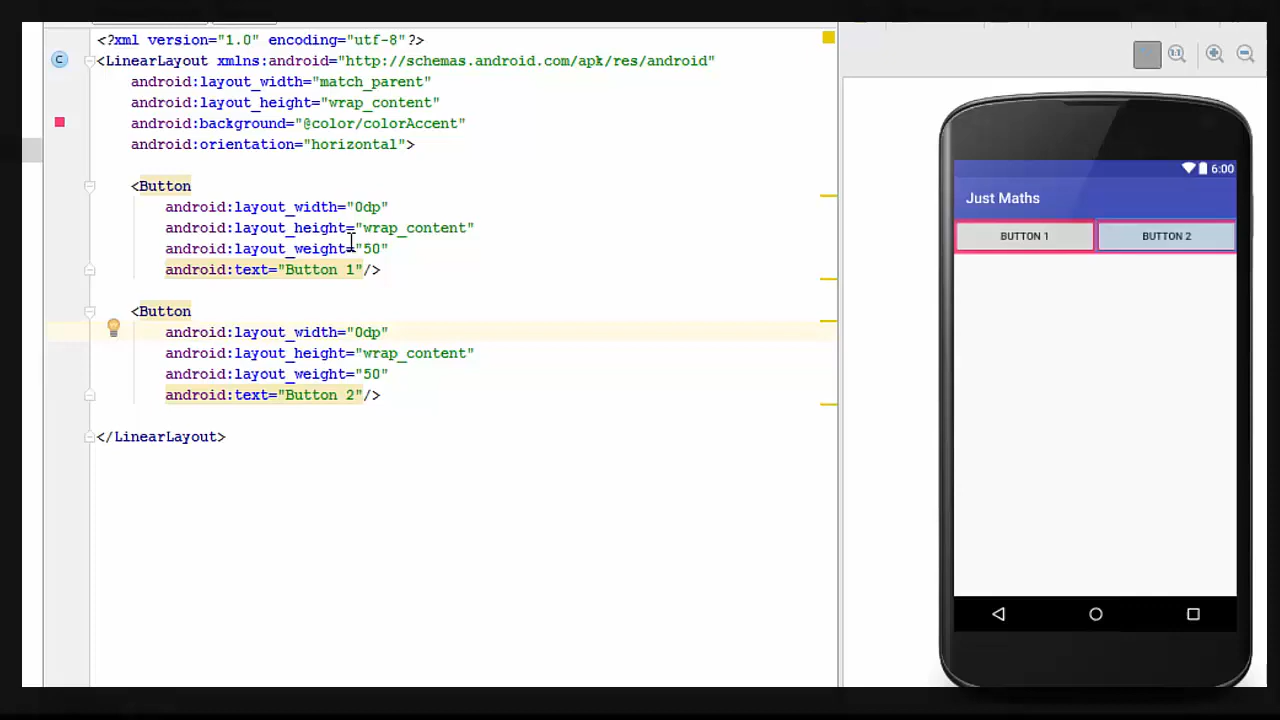 <?xml version="1.0" encoding="utf-8"?>
<LinearLayout xmlns:android="http://schemas.android.com/apk/res/android"
android:layout_width="match_parent"
android:layout_height="wrap_content"
android:background="@color/colorAccent"
android:orientation="horizontal">
<Button
android:layout_width="0dp"
android:layout_height="wrap_content"
android:layout_weight="50"
android:text="Button 1"/>
<Button
android:layout_width="0dp"
android:layout_height="wrap_content"
android:layout_weight="50"
android:text="Button 2"/>
</LinearLayout>
C
1:1
6:00
Just Maths
BUTTON 1
BUTTON 2